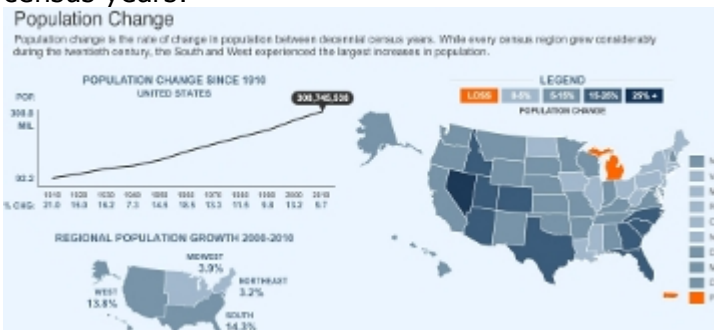 census years.
Population Change
Population change is the rate of change in population between decennial census years. While every census region grew considerably
during the twentieth century, the South and West experienced the largest increases in population.
POPULATION CHANGE SINCE 1910
UNITED STATES
LEGEND
LOSS 0-5% 5-15% 15-25% 25% +
POPULATION CHANGE
POP.
308.8
MIL
308,745,538
92.2
1910 1920 1930 1940 1950 1960 1970 1980 1990 2000 2010
% CHG: 21.0 15.0 16.2 7.3 14.5 18.5 13.3 11.5 9.8 13.2 9.7
REGIONAL POPULATION GROWTH 2000-2010
MIDWEST
3.9%
NORTHEAST
3.2%
WEST
13.8%
SOUTH
14.3%